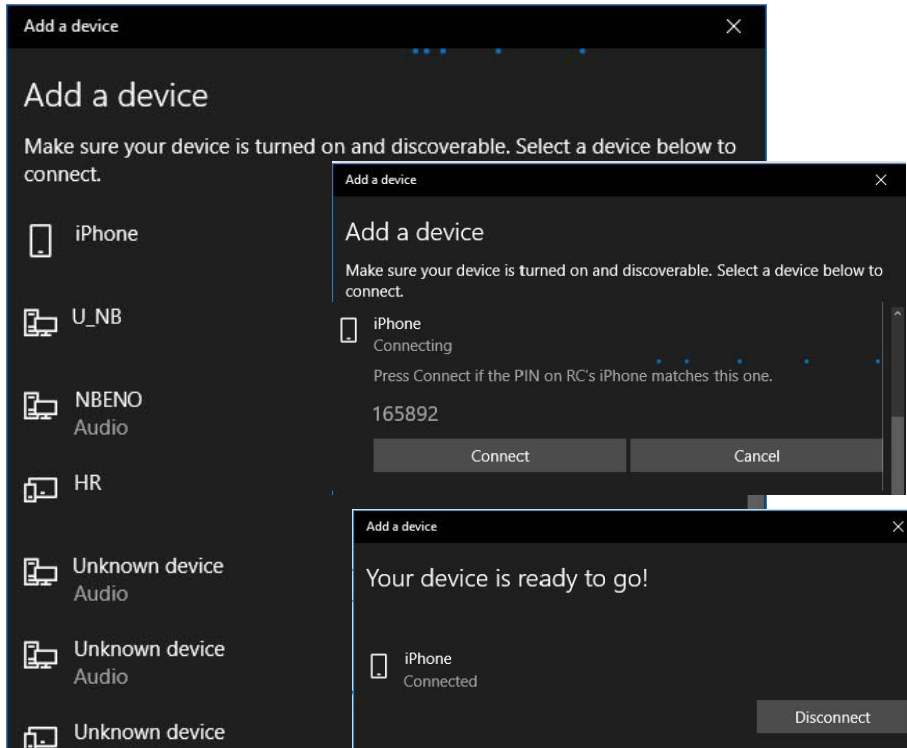 Add a device
Add a device
Make sure your device is turned on and discoverable. Select a device below to
connect.
iPhone
U_NB
NBENO
Audio
HR
Unknown device
Audio
Unknown device
Audio
Unknown device
Add a device
Add a device
Make sure your device is turned on and discoverable. Select a device below to
connect.
iPhone
Connecting
Press Connect if the PIN on RC's iPhone matches this one.
165892
Connect Cancel
Add a device
Your device is ready to go!
iPhone
Connected
Disconnect